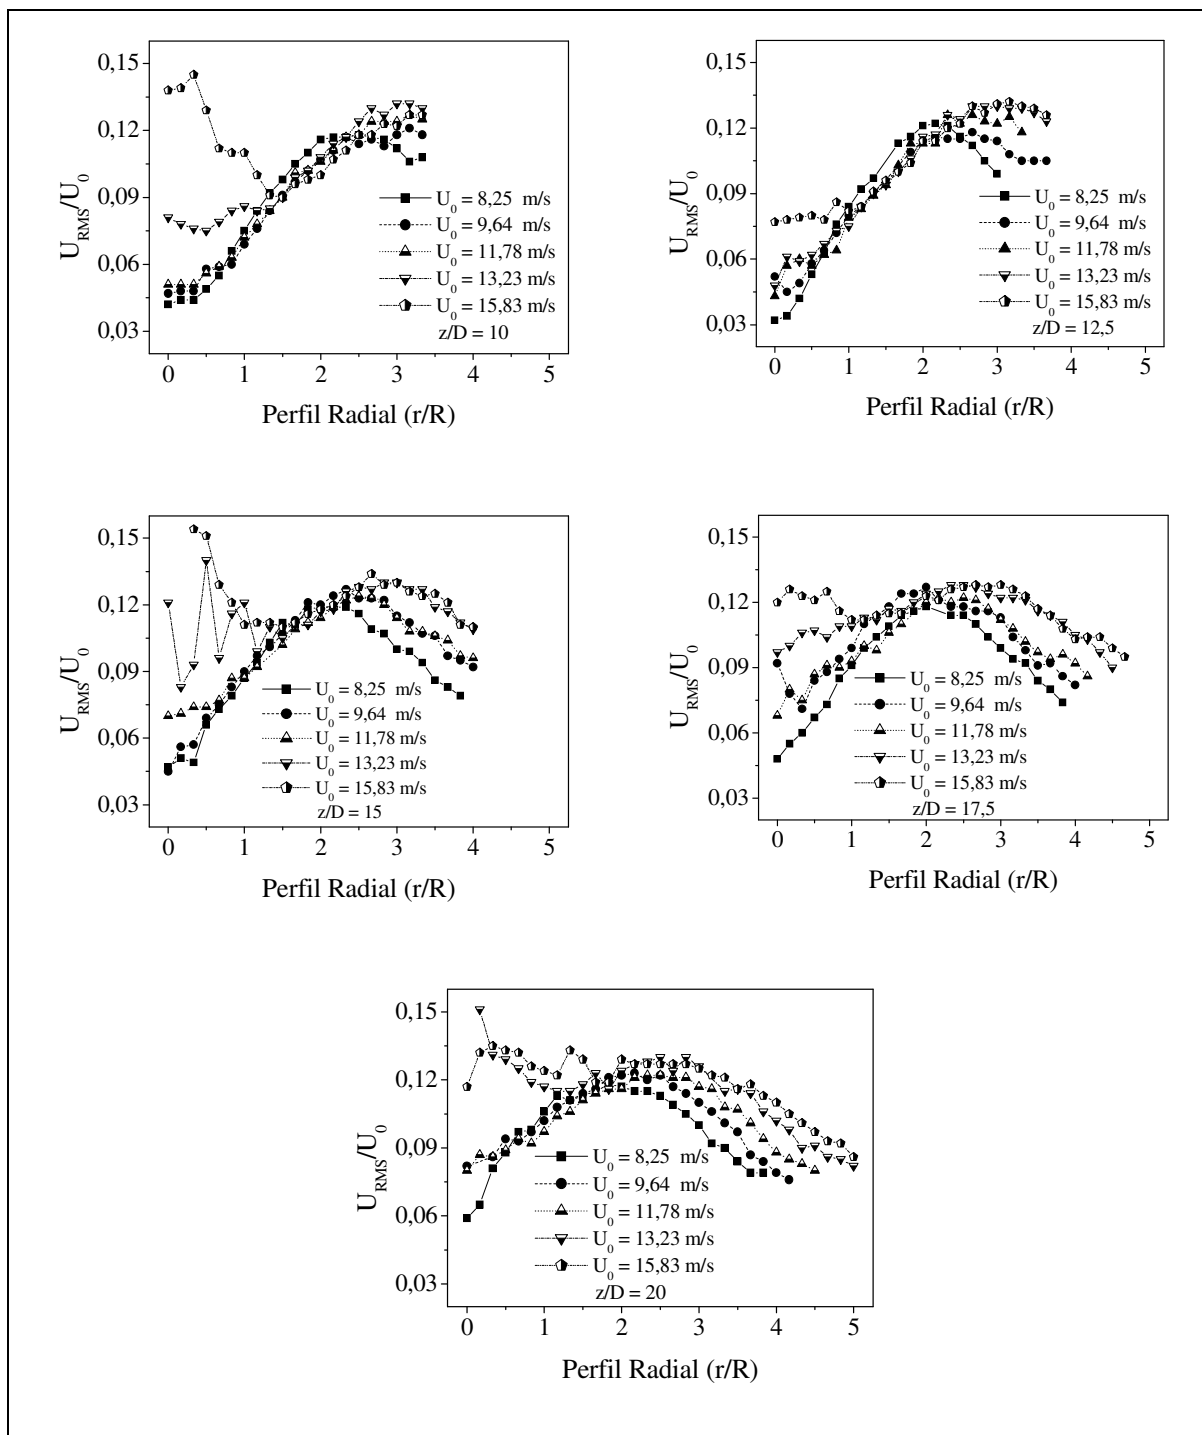 0,15
0,12
0,09
0,06
0,03
U_RMS/U_0
U_0 = 8,25 m/s
U_0 = 9,64 m/s
U_0 = 11,78 m/s
U_0 = 13,23 m/s
U_0 = 15,83 m/s
z/D = 10
0 1 2 3 4 5
Perfil Radial (r/R)
0,15
0,12
0,09
0,06
0,03
U_RMS/U_0
U_0 = 8,25 m/s
U_0 = 9,64 m/s
U_0 = 11,78 m/s
U_0 = 13,23 m/s
U_0 = 15,83 m/s
z/D = 12,5
0 1 2 3 4 5
Perfil Radial (r/R)
0,15
0,12
0,09
0,06
0,03
U_RMS/U_0
U_0 = 8,25 m/s
U_0 = 9,64 m/s
U_0 = 11,78 m/s
U_0 = 13,23 m/s
U_0 = 15,83 m/s
z/D = 15
0 1 2 3 4 5
Perfil Radial (r/R)
0,15
0,12
0,09
0,06
0,03
U_RMS/U_0
U_0 = 8,25 m/s
U_0 = 9,64 m/s
U_0 = 11,78 m/s
U_0 = 13,23 m/s
U_0 = 15,83 m/s
z/D = 17,5
0 1 2 3 4 5
Perfil Radial (r/R)
0,15
0,12
0,09
0,06
0,03
U_RMS/U_0
U_0 = 8,25 m/s
U_0 = 9,64 m/s
U_0 = 11,78 m/s
U_0 = 13,23 m/s
U_0 = 15,83 m/s
z/D = 20
0 1 2 3 4 5
Perfil Radial (r/R)